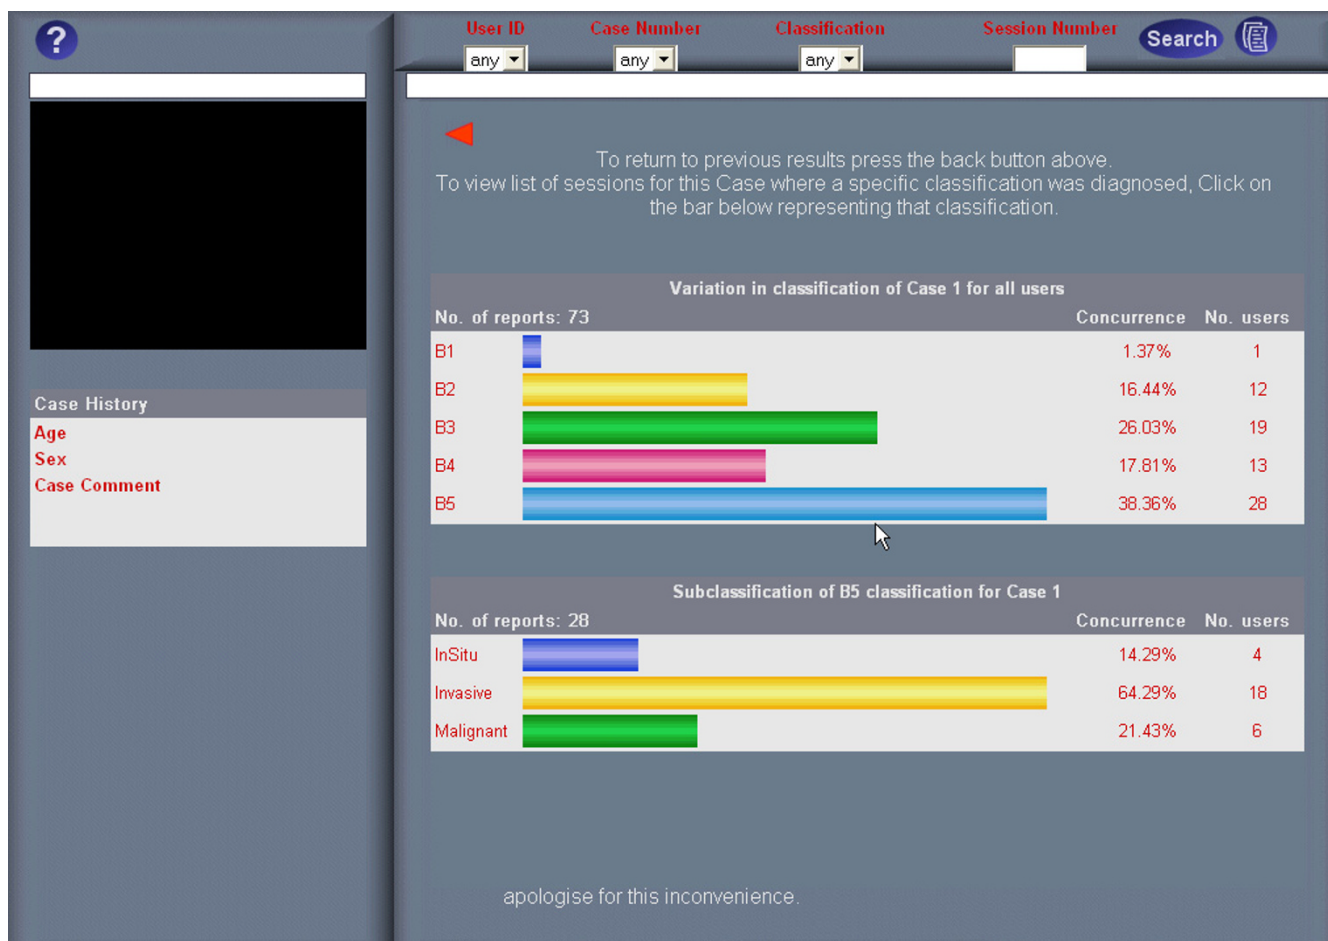 ?
User ID Case Number Classification Session Number
any any any Search
To return to previous results press the back button above.
To view list of sessions for this Case where a specific classification was diagnosed, Click on
the bar below representing that classification.
Case History
Age
Sex
Case Comment
Variation in classification of Case 1 for all users
No. of reports: 73 Concurrence No. users
B1 1.37% 1
B2 16.44% 12
B3 26.03% 19
B4 17.81% 13
B5 38.36% 28
Subclassification of B5 classification for Case 1
No. of reports: 28 Concurrence No. users
InSitu 14.29% 4
Invasive 64.29% 18
Malignant 21.43% 6
apologise for this inconvenience.